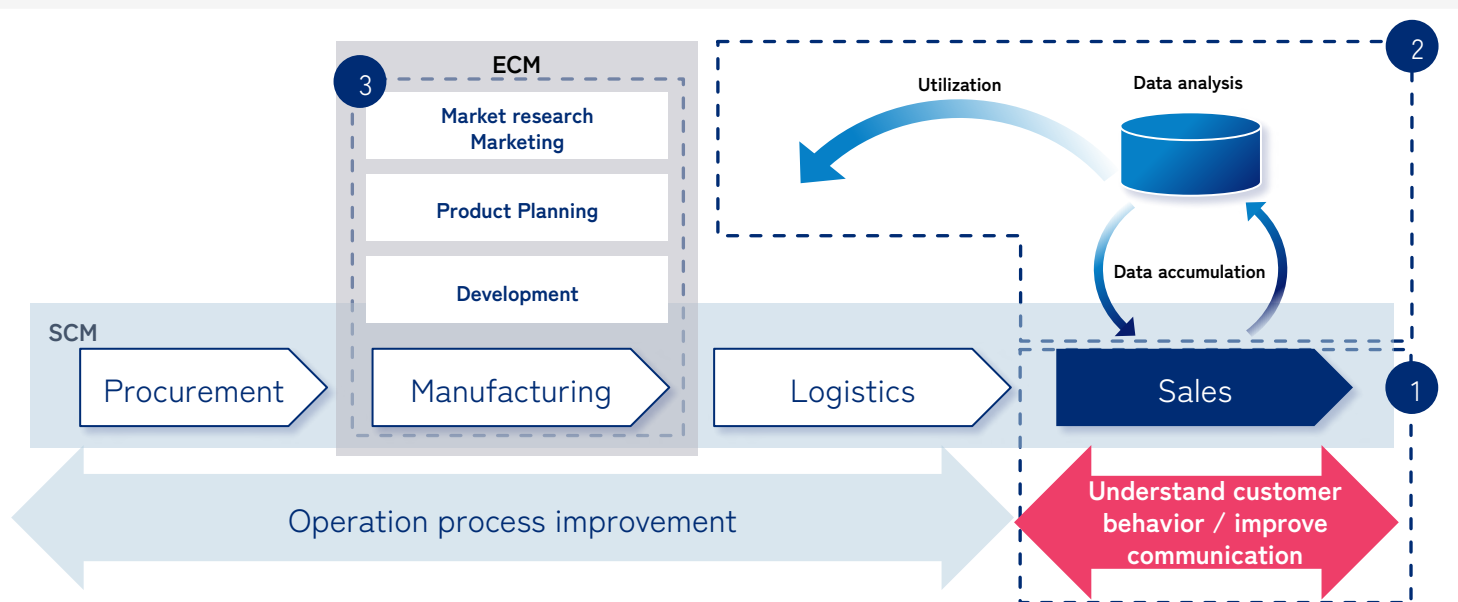 2
ECM
3
Utilization
Data analysis
Market research
Marketing
Product Planning
Data accumulation
Development
SCM
Procurement
Manufacturing
Logistics
Sales
1
Operation process improvement
Understand customer
behavior / improve
communication